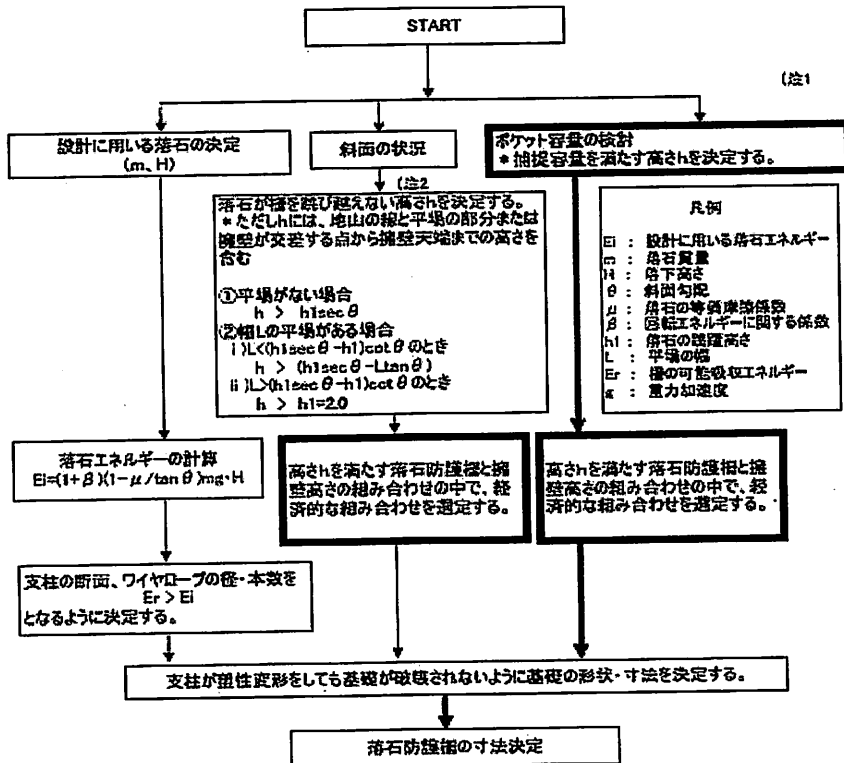 START
(注1
設計に用いる落石の決定
(m、H)
斜面の状況
ポケット容量の検討
* 捕捉容量を満たす高さhを決定する。
(注2
落石が柵を跳び越えない高さhを決定する。
* ただしhには、地山の線と平場の部分または
擁壁が交差する点から擁壁天端までの高さを
含む
①平場がない場合
h > h1secθ
②幅Lの平場がある場合
i)L<(h1secθ-h1)cotθのとき
h > (h1secθ-Ltanθ)
ii)L>(h1secθ-h1)cotθのとき
h > h1=2.0
凡例
Ei : 設計に用いる落石エネルギー
m : 落石質量
H : 落下高さ
θ : 斜面勾配
μ : 落石の等価摩擦係数
β : 回転エネルギーに関する係数
h1 : 落石の跳躍高さ
L : 平場の幅
Er : 柵の可能吸収エネルギー
g : 重力加速度
落石エネルギーの計算
Ei=(1+β)(1-μ/tanθ)mg・H
高さhを満たす落石防護柵と擁
壁高さの組み合わせの中で、経
済的な組み合わせを選定する。
高さhを満たす落石防護柵と擁
壁高さの組み合わせの中で、経
済的な組み合わせを選定する。
支柱の断面、ワイヤロープの径・本数を
Er > Ei
となるように決定する。
支柱が塑性変形をしても基礎が破壊されないように基礎の形状・寸法を決定する。
落石防護柵の寸法決定